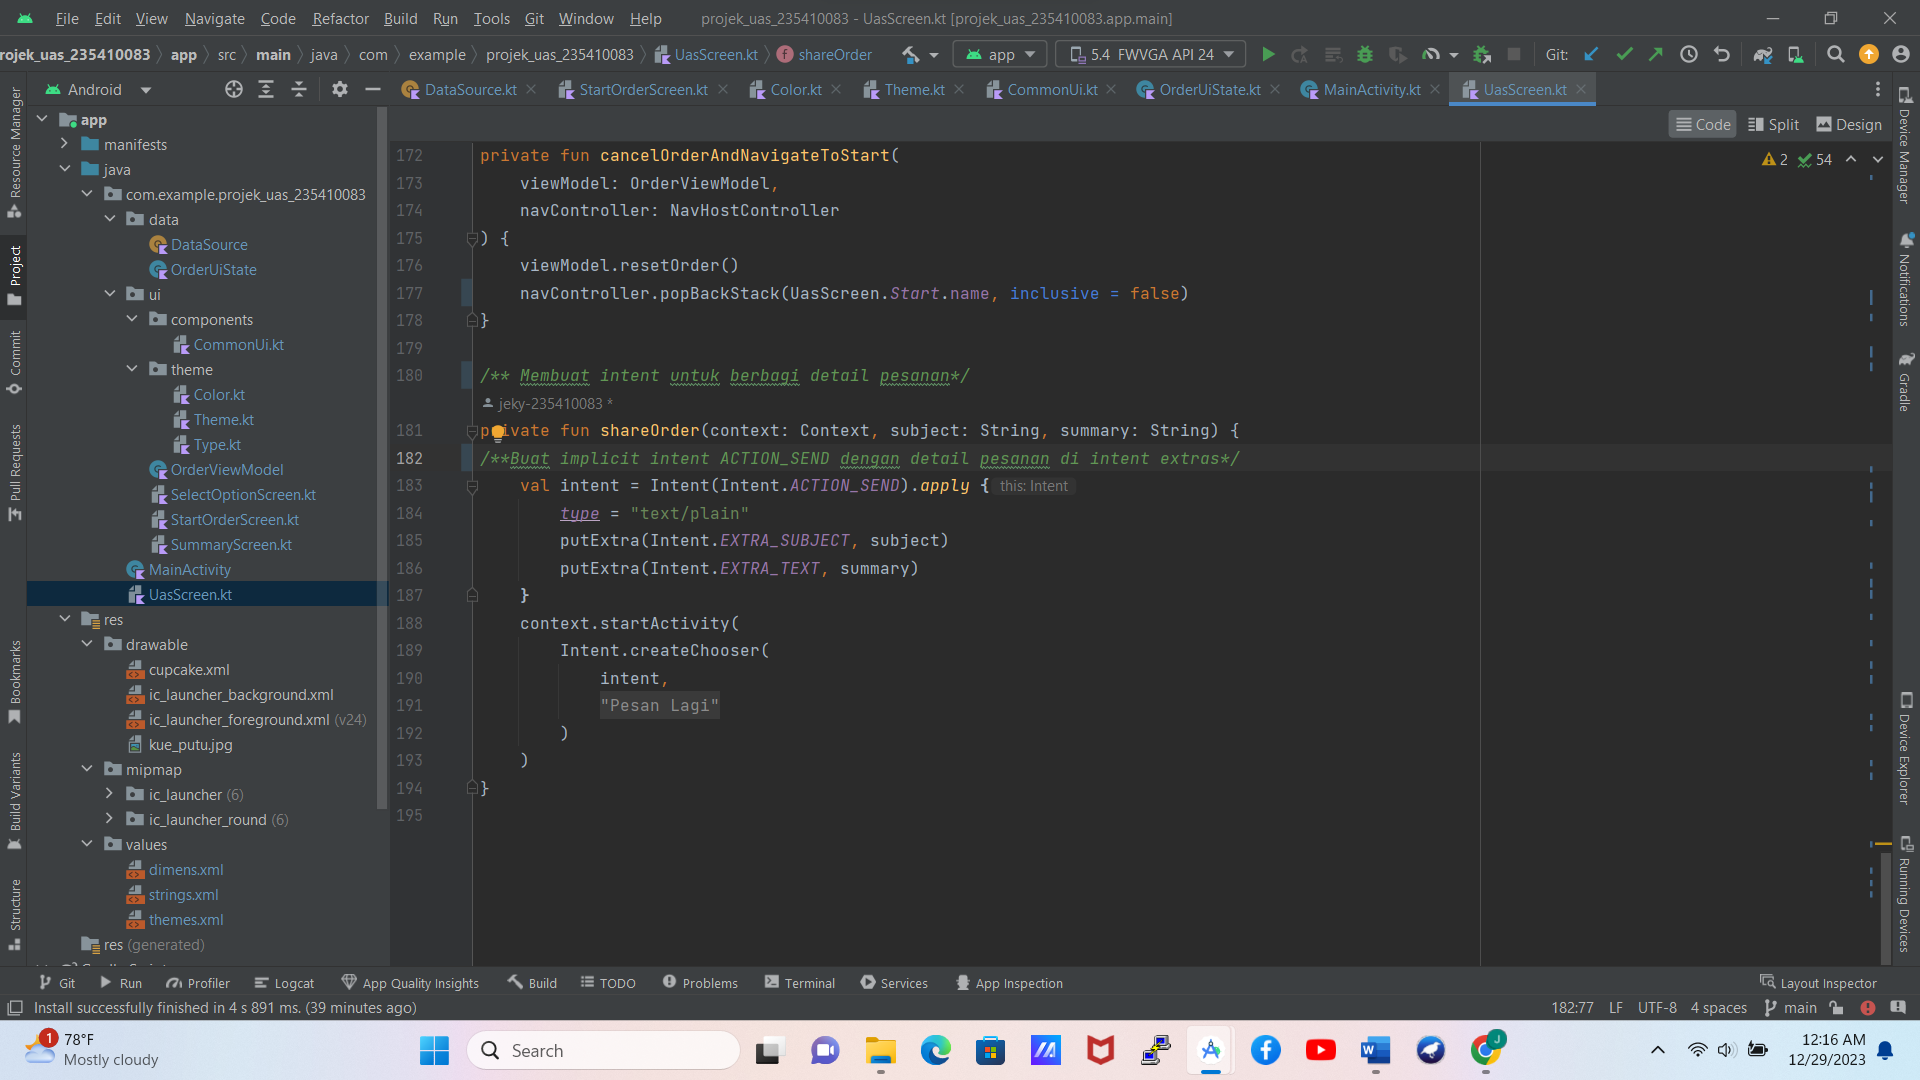 File Edit View Navigate Code Refactor Build Run Tools Git Window Help projek_uas_235410083 - UasScreen.kt [projek_uas_235410083.app.main]
rojek_uas_235410083 app src main java com example projek_uas_235410083 UasScreen.kt shareOrder app 5.4 FWVGA API 24 Git:
Android DataSource.kt StartOrderScreen.kt Color.kt Theme.kt CommonUi.kt OrderUiState.kt MainActivity.kt UasScreen.kt
Code Split Design
2 54
Resource Manager
Project
Commit
Pull Requests
Bookmarks
Build Variants
Structure
app
manifests
java
com.example.projek_uas_235410083
data
DataSource
OrderUiState
ui
components
CommonUi.kt
theme
Color.kt
Theme.kt
Type.kt
OrderViewModel
SelectOptionScreen.kt
StartOrderScreen.kt
SummaryScreen.kt
MainActivity
UasScreen.kt
res
drawable
cupcake.xml
ic_launcher_background.xml
ic_launcher_foreground.xml (v24)
kue_putu.jpg
mipmap
ic_launcher (6)
ic_launcher_round (6)
values
dimens.xml
strings.xml
themes.xml
res (generated)
172 private fun cancelOrderAndNavigateToStart(
173 viewModel: OrderViewModel,
174 navController: NavHostController
175 ) {
176 viewModel.resetOrder()
177 navController.popBackStack(UasScreen.Start.name, inclusive = false)
178 }
179
180 /** Membuat intent untuk berbagi detail pesanan*/
jeky-235410083 *
181 private fun shareOrder(context: Context, subject: String, summary: String) {
182 /**Buat implicit intent ACTION_SEND dengan detail pesanan di intent extras*/
183 val intent = Intent(Intent.ACTION_SEND).apply { this: Intent
184 type = "text/plain"
185 putExtra(Intent.EXTRA_SUBJECT, subject)
186 putExtra(Intent.EXTRA_TEXT, summary)
187 }
188 context.startActivity(
189 Intent.createChooser(
190 intent,
191 "Pesan Lagi"
192 )
193 )
194 }
195
Device Manager
Notifications
Gradle
Device Explorer
Running Devices
Git Run Profiler Logcat App Quality Insights Build TODO Problems Terminal Services App Inspection Layout Inspector
Install successfully finished in 4 s 891 ms. (39 minutes ago) 182:77 LF UTF-8 4 spaces main
1 78°F
Mostly cloudy
Search
J
12:16 AM
12/29/2023